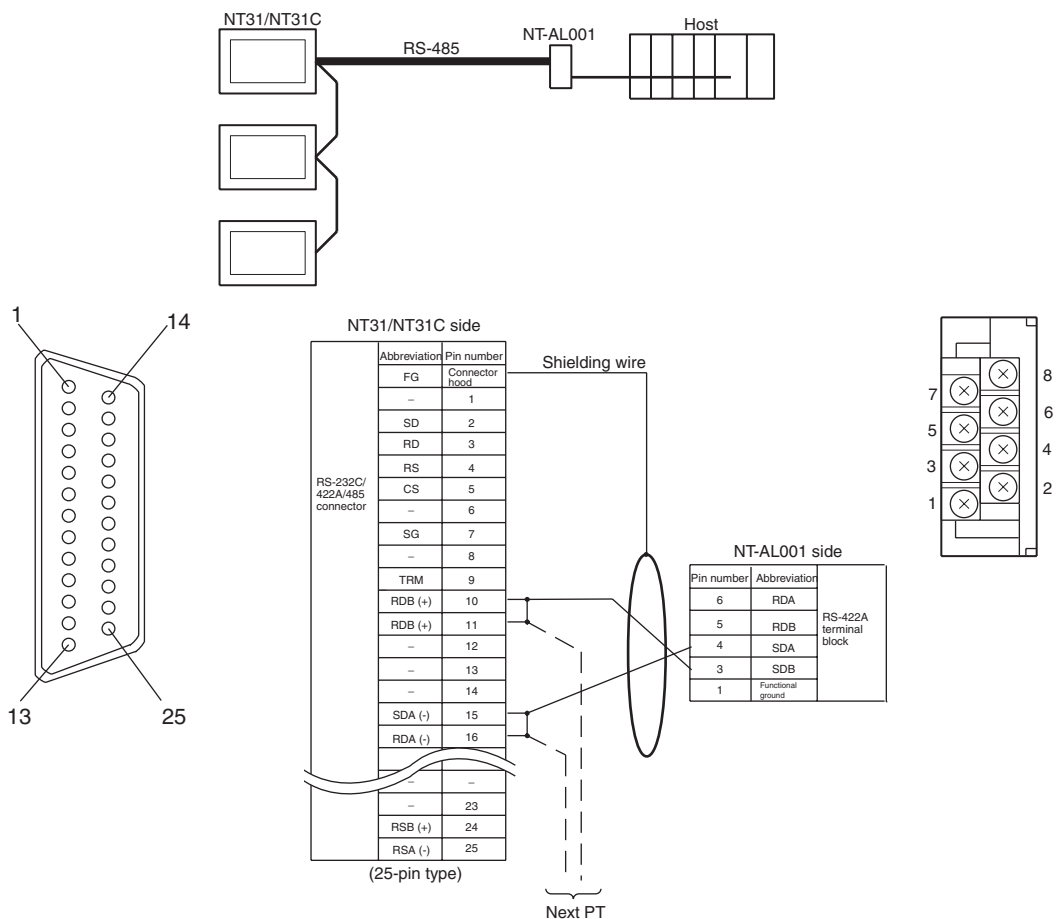 NT31/NT31C
RS-485
NT-AL001
Host
1
14
13
25
NT31/NT31C side
Abbreviation Pin number
FG Connector hood
– 1
SD 2
RD 3
RS 4
CS 5
– 6
SG 7
– 8
TRM 9
RDB (+) 10
RDB (+) 11
– 12
– 13
– 14
SDA (-) 15
RDA (-) 16
– –
– 23
RSB (+) 24
RSA (-) 25
RS-232C/
422A/485
connector
(25-pin type)
Shielding wire
Next PT
NT-AL001 side
Pin number Abbreviation
6 RDA
5 RDB
4 SDA
3 SDB
1 Functional ground
RS-422A
terminal
block
8
7
6
5
4
3
2
1